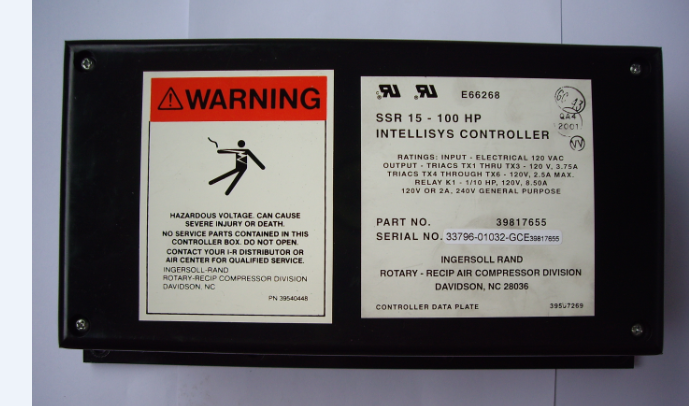 WARNING
HAZARDOUS VOLTAGE. CAN CAUSE
SEVERE INJURY OR DEATH.
NO SERVICE PARTS CONTAINED IN THIS
CONTROLLER BOX. DO NOT OPEN.
CONTACT YOUR I-R DISTRIBUTOR OR
AIR CENTER FOR QUALIFIED SERVICE.
INGERSOLL-RAND
ROTARY-RECIP COMPRESSOR DIVISION
DAVIDSON, NC
PN 39540448
E66268
SSR 15 - 100 HP
INTELLISYS CONTROLLER
QA4
2001
RATINGS: INPUT - ELECTRICAL 120 VAC
OUTPUT - TRIACS TX1 THRU TX3 - 120 V, 3.75A
TRIACS TX4 THROUGH TX6 - 120V, 2.5A MAX.
RELAY K1 - 1/10 HP, 120V, 8.50A
120V OR 2A, 240V GENERAL PURPOSE
PART NO. 39817655
SERIAL NO. 33796-01032-GCE39817655
INGERSOLL RAND
ROTARY - RECIP AIR COMPRESSOR DIVISION
DAVIDSON, NC 28036
CONTROLLER DATA PLATE